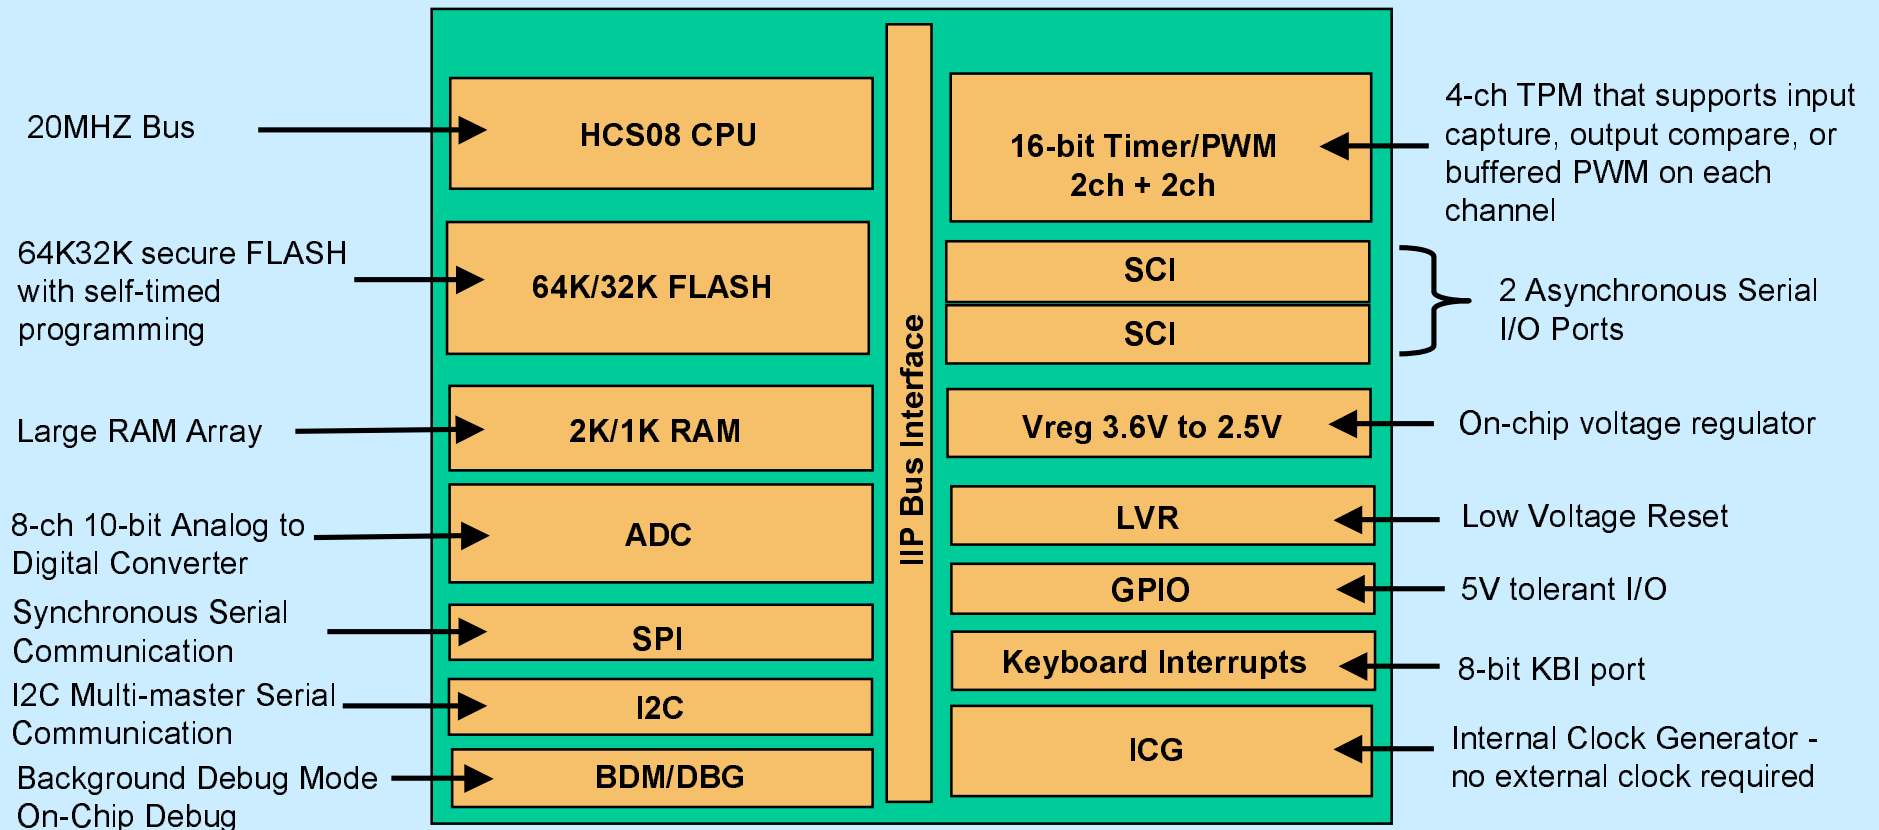 20MHZ Bus
64K32K secure FLASH
with self-timed
programming
Large RAM Array
8-ch 10-bit Analog to
Digital Converter
Synchronous Serial
Communication
I2C Multi-master Serial
Communication
Background Debug Mode
On-Chip Debug
HCS08 CPU
64K/32K FLASH
2K/1K RAM
ADC
SPI
I2C
BDM/DBG
IIP Bus Interface
16-bit Timer/PWM
2ch + 2ch
SCI
SCI
Vreg 3.6V to 2.5V
LVR
GPIO
Keyboard Interrupts
ICG
4-ch TPM that supports input
capture, output compare, or
buffered PWM on each
channel
2 Asynchronous Serial
I/O Ports
On-chip voltage regulator
Low Voltage Reset
5V tolerant I/O
8-bit KBI port
Internal Clock Generator -
no external clock required